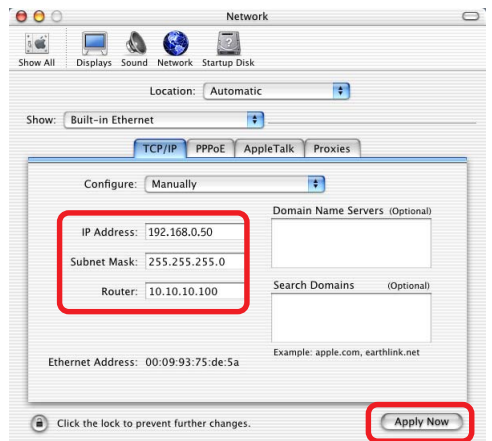 Network
Show All Displays Sound Network Startup Disk
Location: Automatic
Show: Built-in Ethernet
TCP/IP PPPoE AppleTalk Proxies
Configure: Manually
Domain Name Servers (Optional)
IP Address: 192.168.0.50
Subnet Mask: 255.255.255.0
Router: 10.10.10.100
Search Domains (Optional)
Example: apple.com, earthlink.net
Ethernet Address: 00:09:93:75:de:5a
Click the lock to prevent further changes.
Apply Now